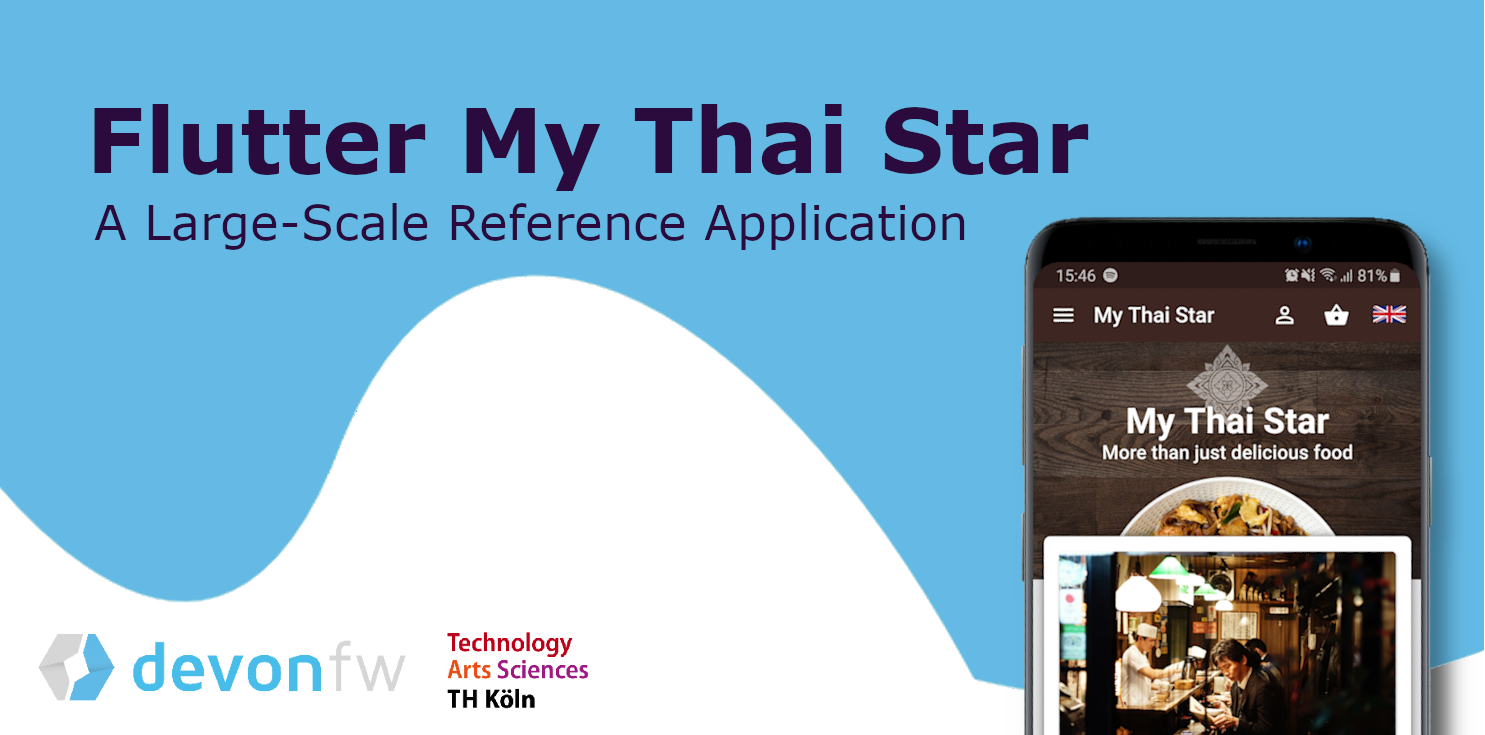 Flutter My Thai Star
A Large-Scale Reference Application
15:46 81%
My Thai Star
My Thai Star
More than just delicious food
devonfw
Technology
Arts Sciences
TH Köln